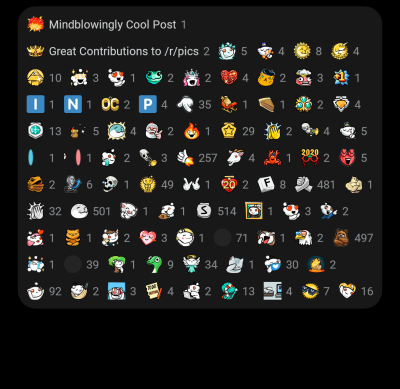 Mindblowingly Cool Post 1
Great Contributions to /r/pics 2 5 4 8 4
10 3 1 2 2 4 2 3 1
I 1 N 1 OC 2 P 4 35 1 1 2 4
13 5 4 2 1 29 2 4 5
1 1 2 3 257 4 1 2020 2 5
2 6 1 49 1 20 2 F 8 481 1
32 501 1 1 S 514 1 3 2
1 1 2 3 1 71 1 2 497
1 39 1 9 34 1 30 2
92 2 3 4 2 13 4 7 16